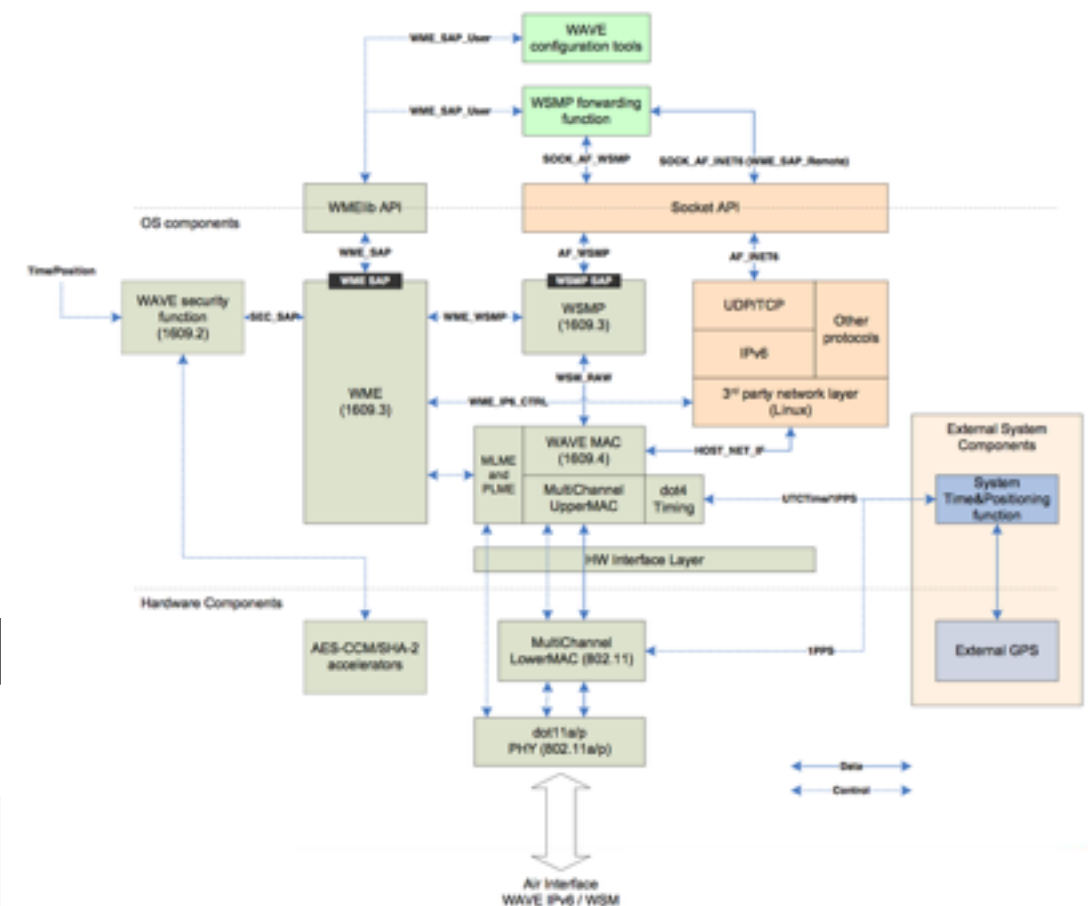 WAVE
configuration tools
WME_SAP_User
WSMP forwarding
function
WME_SAP_User
SOCK_AF_WSMP
SOCK_AF_INET6 (WME_SAP_Remote)
WMElib API
Socket API
OS components
WME_SAP
AF_WSMP
AF_INET6
Time/Position
WME SAP
WSMP SAP
WAVE security
function
(1609.2)
SEC_SAP
WME
(1609.3)
WME_WSMP
WSMP
(1609.3)
UDP/TCP
IPv6
Other
protocols
WSM_RAW
WME_IP6_CTRL
3rd party network layer
(Linux)
External System
Components
MLME
and
PLME
WAVE MAC
(1609.4)
HOST_NET_IF
MultiChannel
UpperMAC
dot4
Timing
UTCTime/1PPS
System
Time&Positioning
function
HW Interface Layer
Hardware Components
AES-CCM/SHA-2
accelerators
MultiChannel
LowerMAC (802.11)
1PPS
External GPS
dot11a/p
PHY (802.11a/p)
Data
Control
Air Interface
WAVE IPv6 / WSM